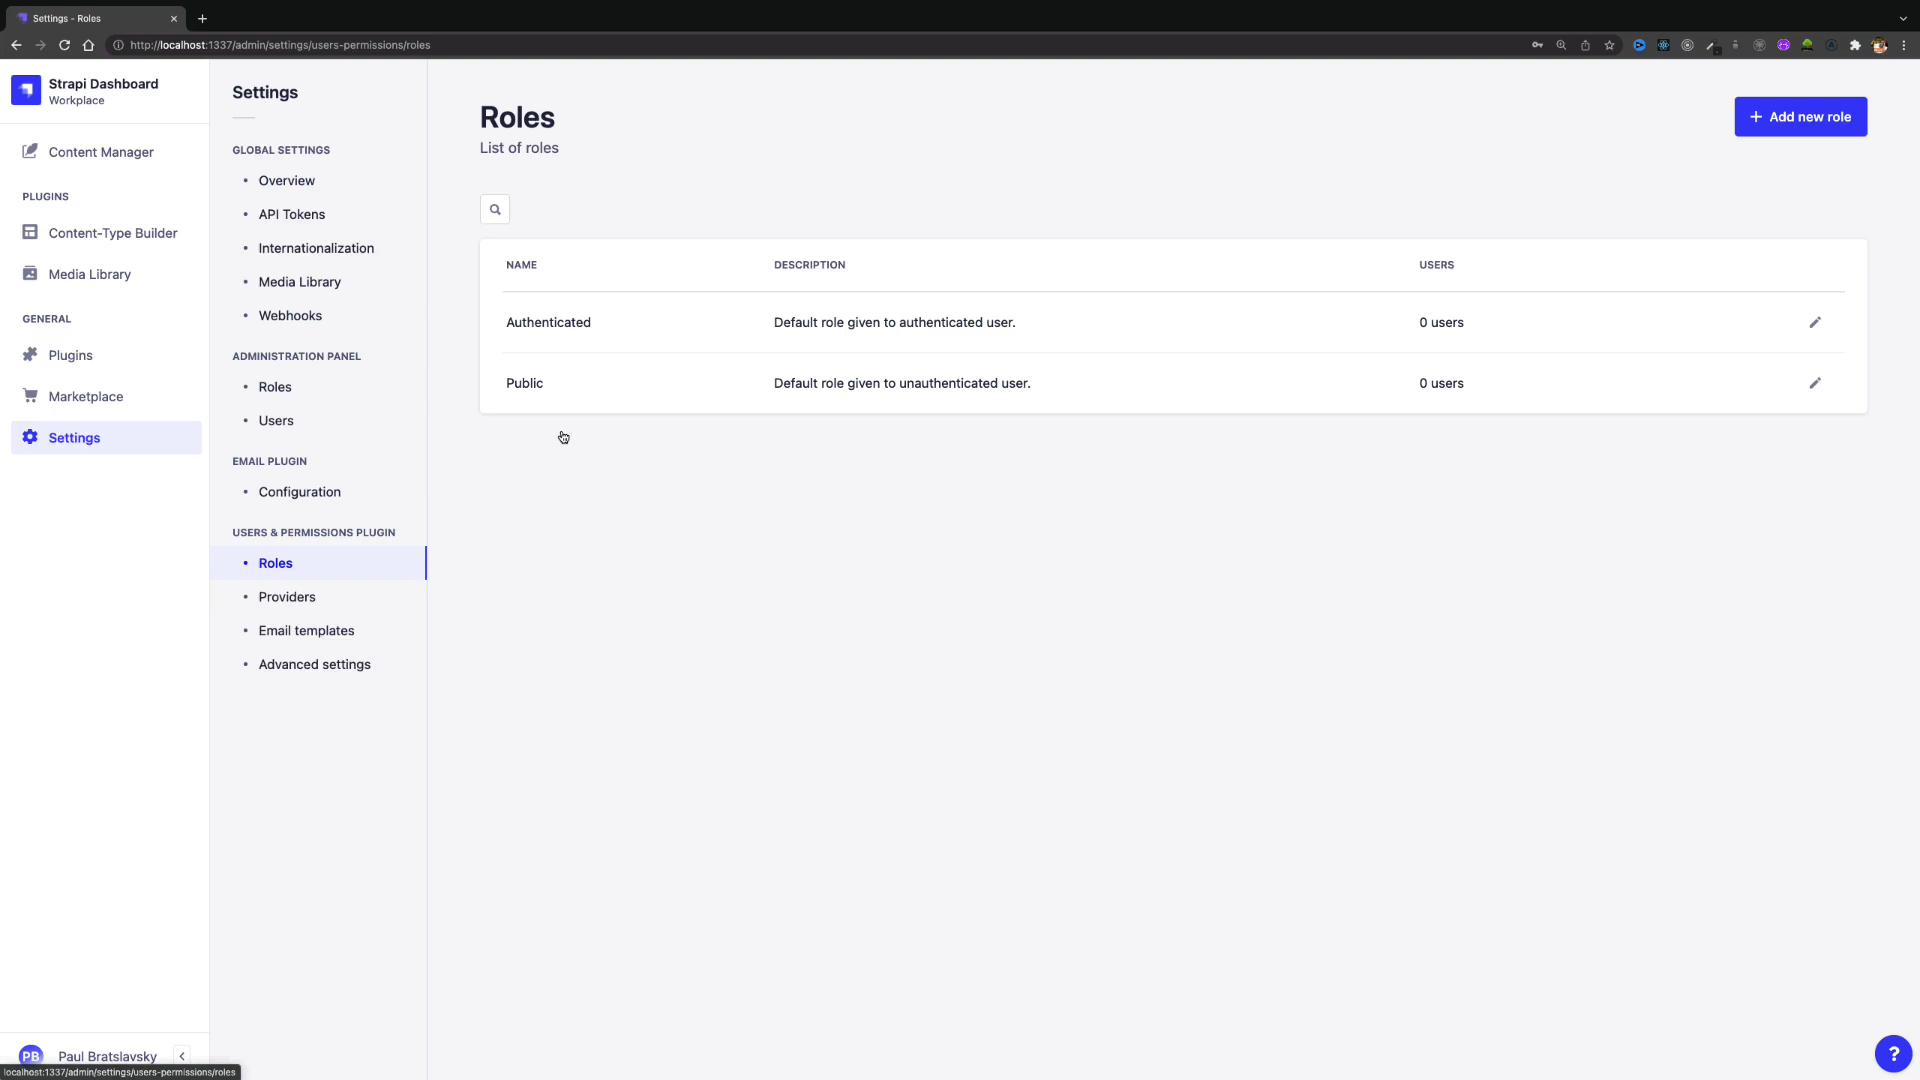 Settings - Roles
http://localhost:1337/admin/settings/users-permissions/roles
Strapi Dashboard
Workplace
Content Manager
PLUGINS
Content-Type Builder
Media Library
GENERAL
Plugins
Marketplace
Settings
PB Paul Bratslavsky
localhost:1337/admin/settings/users-permissions/roles
Settings
GLOBAL SETTINGS
• Overview
• API Tokens
• Internationalization
• Media Library
• Webhooks
ADMINISTRATION PANEL
• Roles
• Users
EMAIL PLUGIN
• Configuration
USERS & PERMISSIONS PLUGIN
• Roles
• Providers
• Email templates
• Advanced settings
Roles
List of roles
+ Add new role
NAME DESCRIPTION USERS
Authenticated Default role given to authenticated user. 0 users
Public Default role given to unauthenticated user. 0 users
?